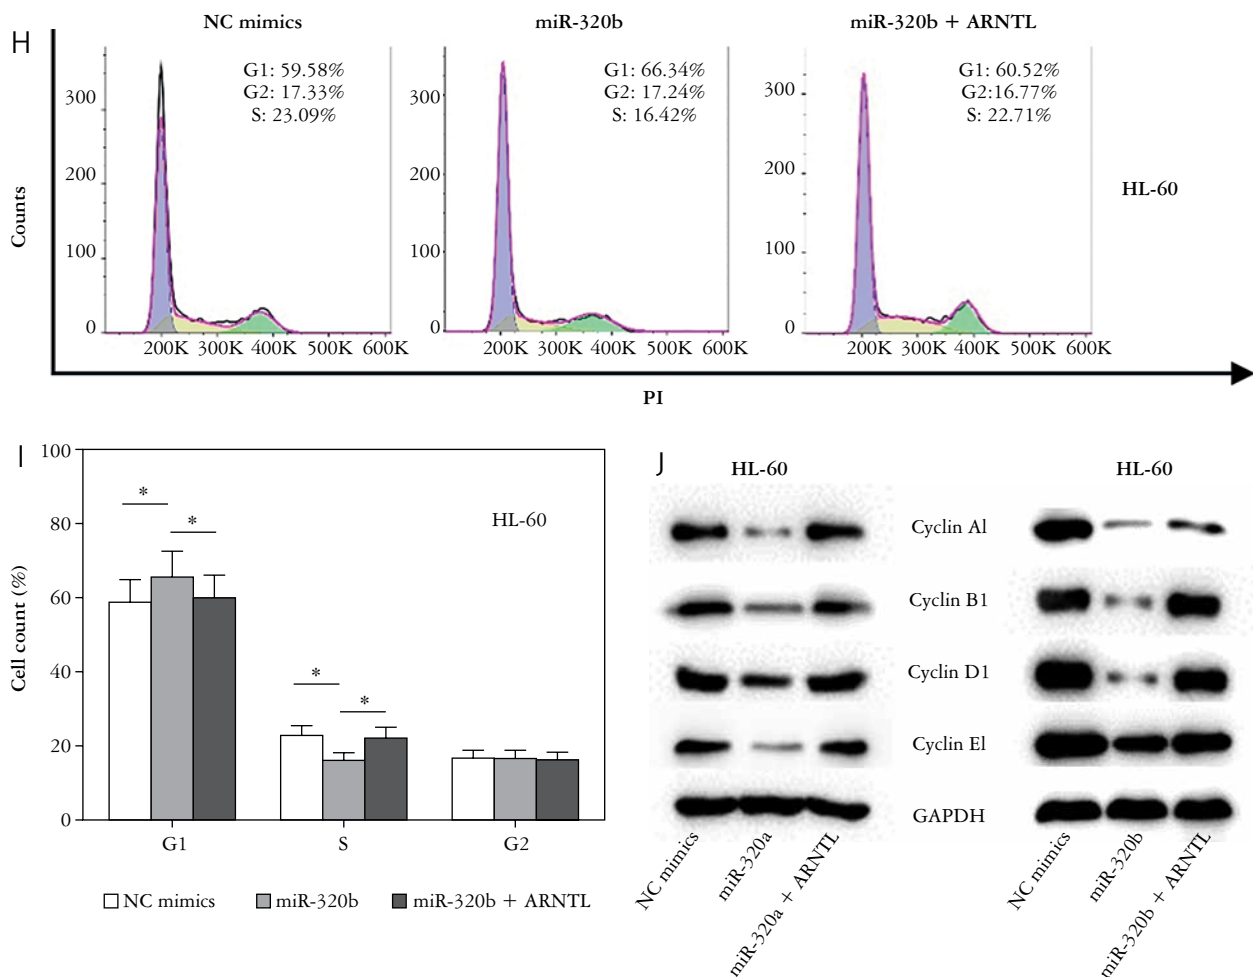 H
NC mimics
miR-320b
miR-320b + ARNTL
G1: 59.58%
G2: 17.33%
S: 23.09%
G1: 66.34%
G2: 17.24%
S: 16.42%
G1: 60.52%
G2:16.77%
S: 22.71%
HL-60
Counts
300
200
100
0
200K 300K 400K 500K 600K
300
200
100
0
200K 300K 400K 500K 600K
300
200
100
0
200K 300K 400K 500K 600K
PI
I
Cell count (%)
100
80
60
40
20
0
HL-60
*
*
*
*
G1
S
G2
NC mimics
miR-320b
miR-320b + ARNTL
J
HL-60
HL-60
Cyclin Al
Cyclin B1
Cyclin D1
Cyclin El
GAPDH
NC mimics
miR-320a
miR-320a + ARNTL
NC mimics
miR-320b
miR-320b + ARNTL